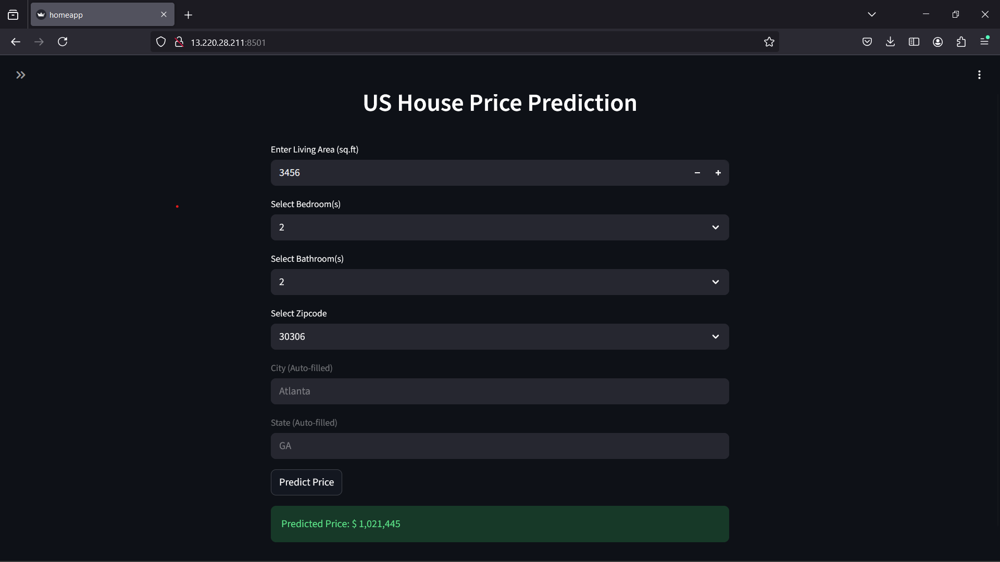 homeapp
13.220.28.211:8501
US House Price Prediction
Enter Living Area (sq.ft)
3456
Select Bedroom(s)
2
Select Bathroom(s)
2
Select Zipcode
30306
City (Auto-filled)
Atlanta
State (Auto-filled)
GA
Predict Price
Predicted Price: $ 1,021,445